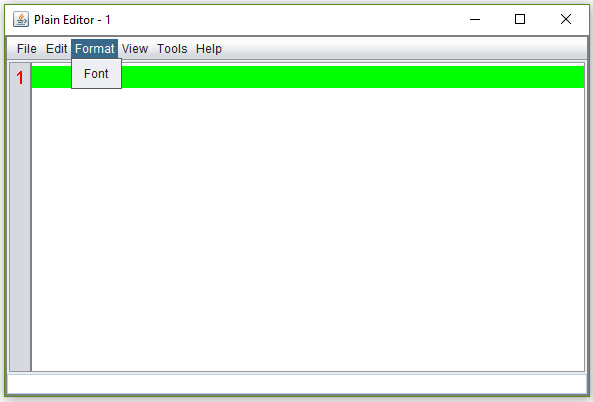 Plain Editor - 1
File Edit Format View Tools Help
Font
1